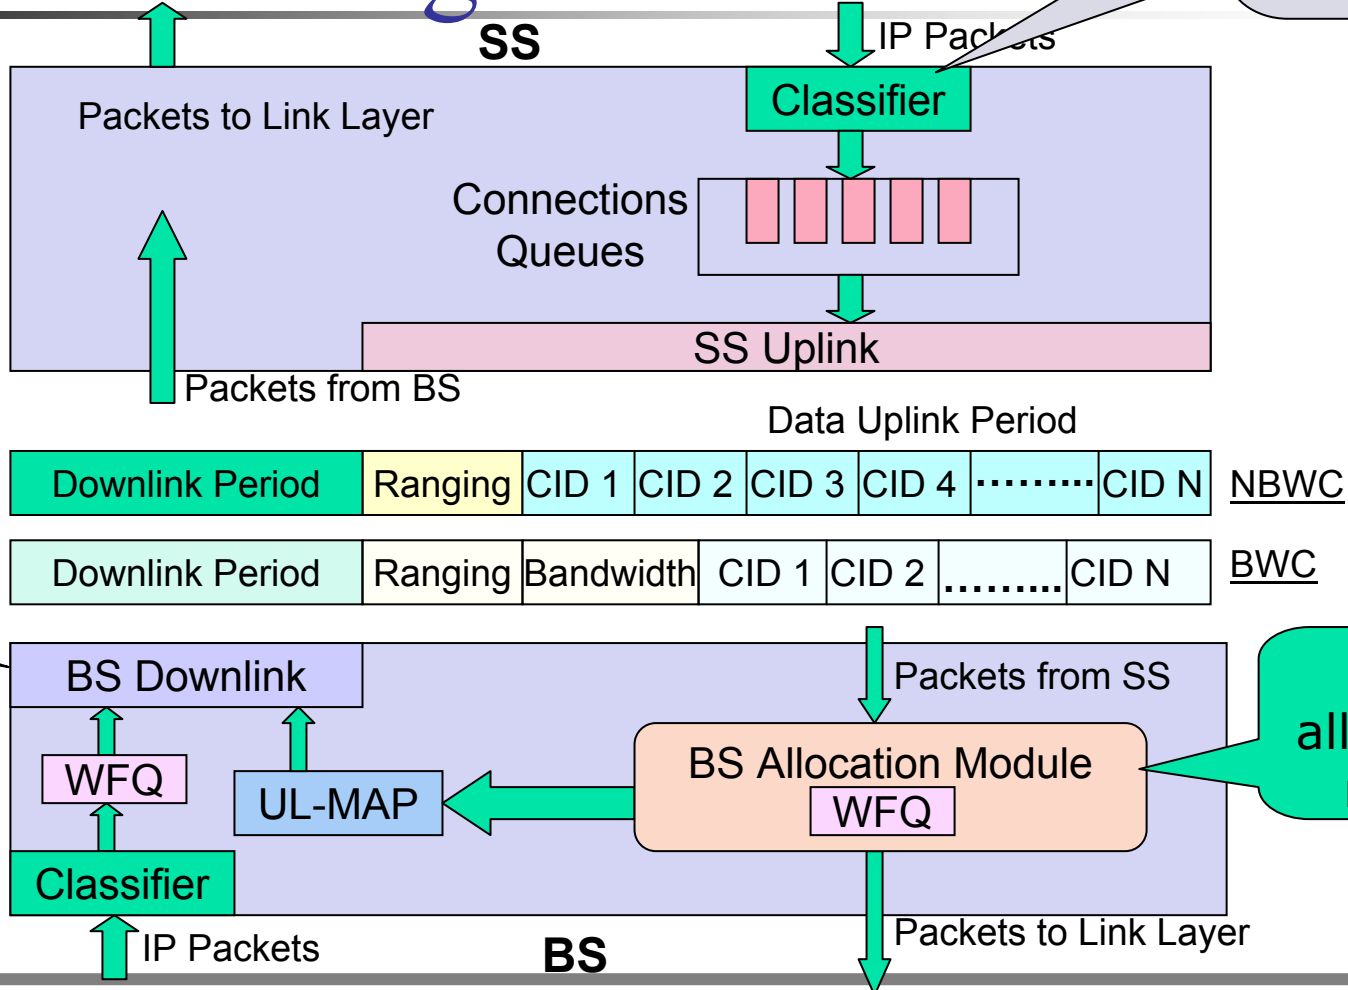 SS
IP Packets
Classifier
Packets to Link Layer
Connections
Queues
SS Uplink
Packets from BS
Data Uplink Period
Downlink Period Ranging CID 1 CID 2 CID 3 CID 4 ......... CID N NBWC
Downlink Period Ranging Bandwidth CID 1 CID 2 ......... CID N BWC
BS Downlink
Packets from SS
WFQ
UL-MAP
BS Allocation Module
WFQ
all
Classifier
IP Packets
BS
Packets to Link Layer